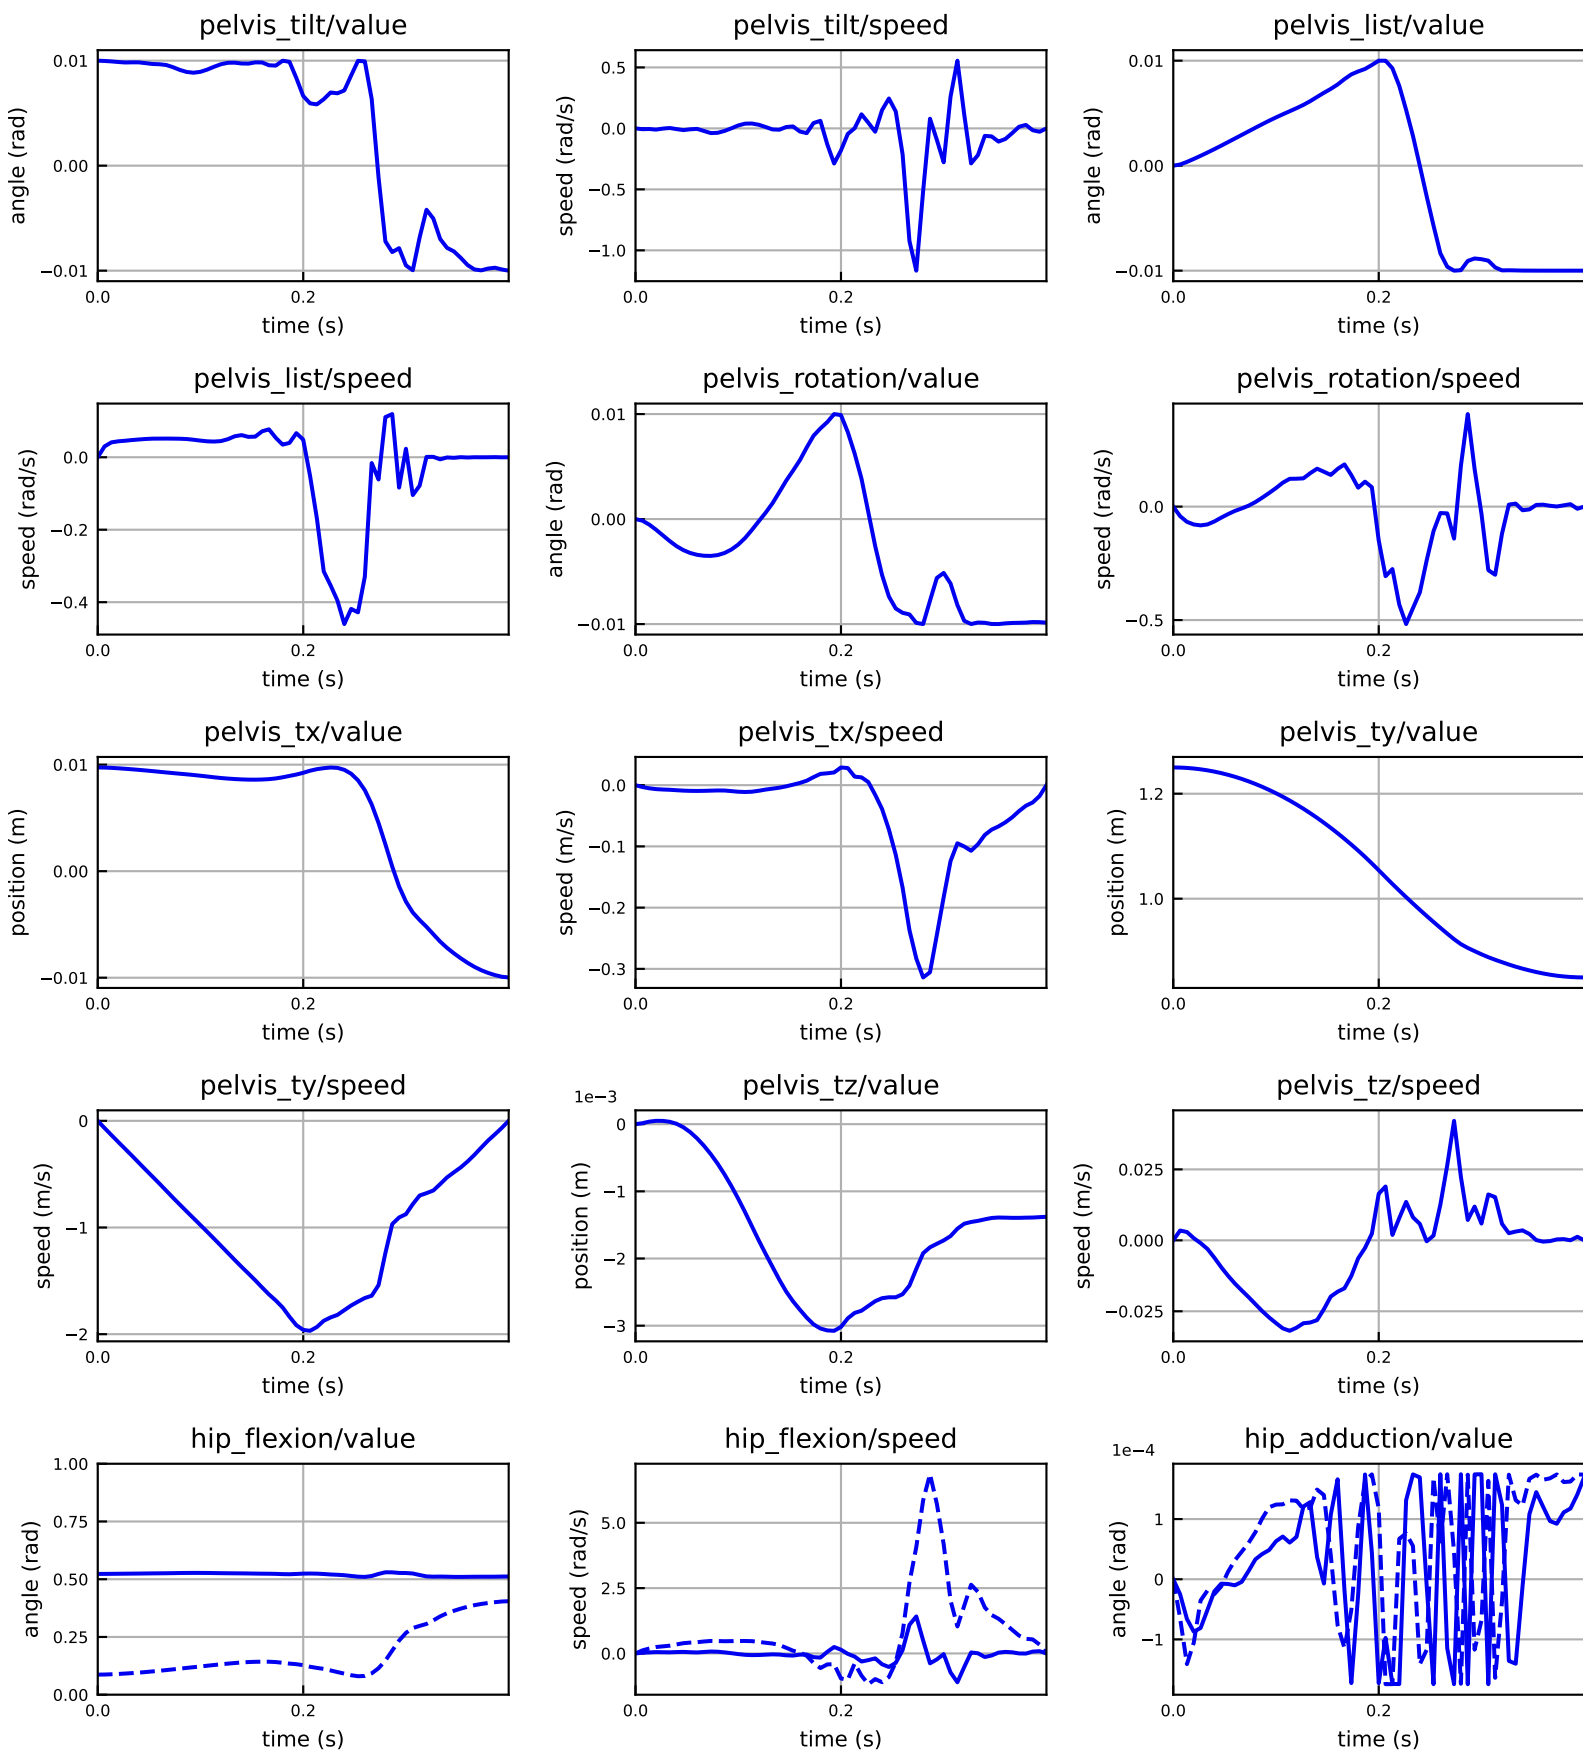 pelvis_tilt/value
angle (rad)
0.01
0.00
−0.01
0.0
0.2
time (s)
pelvis_tilt/speed
speed (rad/s)
0.5
0.0
−0.5
−1.0
0.0
0.2
time (s)
pelvis_list/value
angle (rad)
0.01
0.00
−0.01
0.0
0.2
time (s)
pelvis_list/speed
speed (rad/s)
0.0
−0.2
−0.4
0.0
0.2
time (s)
pelvis_rotation/value
angle (rad)
0.01
0.00
−0.01
0.0
0.2
time (s)
pelvis_rotation/speed
speed (rad/s)
0.0
−0.5
0.0
0.2
time (s)
pelvis_tx/value
position (m)
0.01
0.00
−0.01
0.0
0.2
time (s)
pelvis_tx/speed
speed (m/s)
0.0
−0.1
−0.2
−0.3
0.0
0.2
time (s)
pelvis_ty/value
position (m)
1.2
1.0
0.0
0.2
time (s)
pelvis_ty/speed
speed (m/s)
0
−1
−2
0.0
0.2
time (s)
pelvis_tz/value
1e−3
position (m)
0
−1
−2
−3
0.0
0.2
time (s)
pelvis_tz/speed
speed (m/s)
0.025
0.000
−0.025
0.0
0.2
time (s)
hip_flexion/value
angle (rad)
1.00
0.75
0.50
0.25
0.00
0.0
0.2
time (s)
hip_flexion/speed
speed (rad/s)
5.0
2.5
0.0
0.0
0.2
time (s)
hip_adduction/value
1e−4
angle (rad)
1
0
−1
0.0
0.2
time (s)